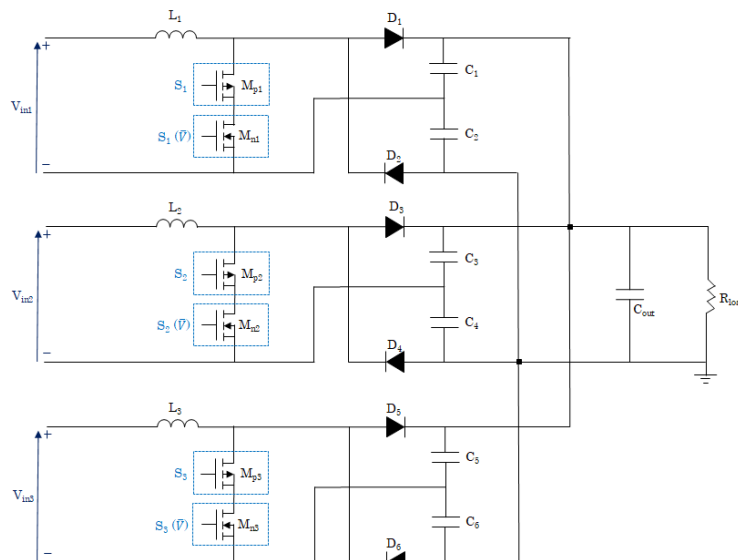 L₁
D₁
+
S₁
Mp1
C₁
Vin1
S₁ (V̄)
Mn1
C₂
−
D₂
L₂
D₃
+
S₂
Mp2
C₃
Vin2
S₂ (V̄)
Mn2
C₄
Cout
−
D₄
L₃
D₅
+
S₃
Mp3
C₅
Vin3
S₃ (V̄)
Mn3
C₆
−
D₆